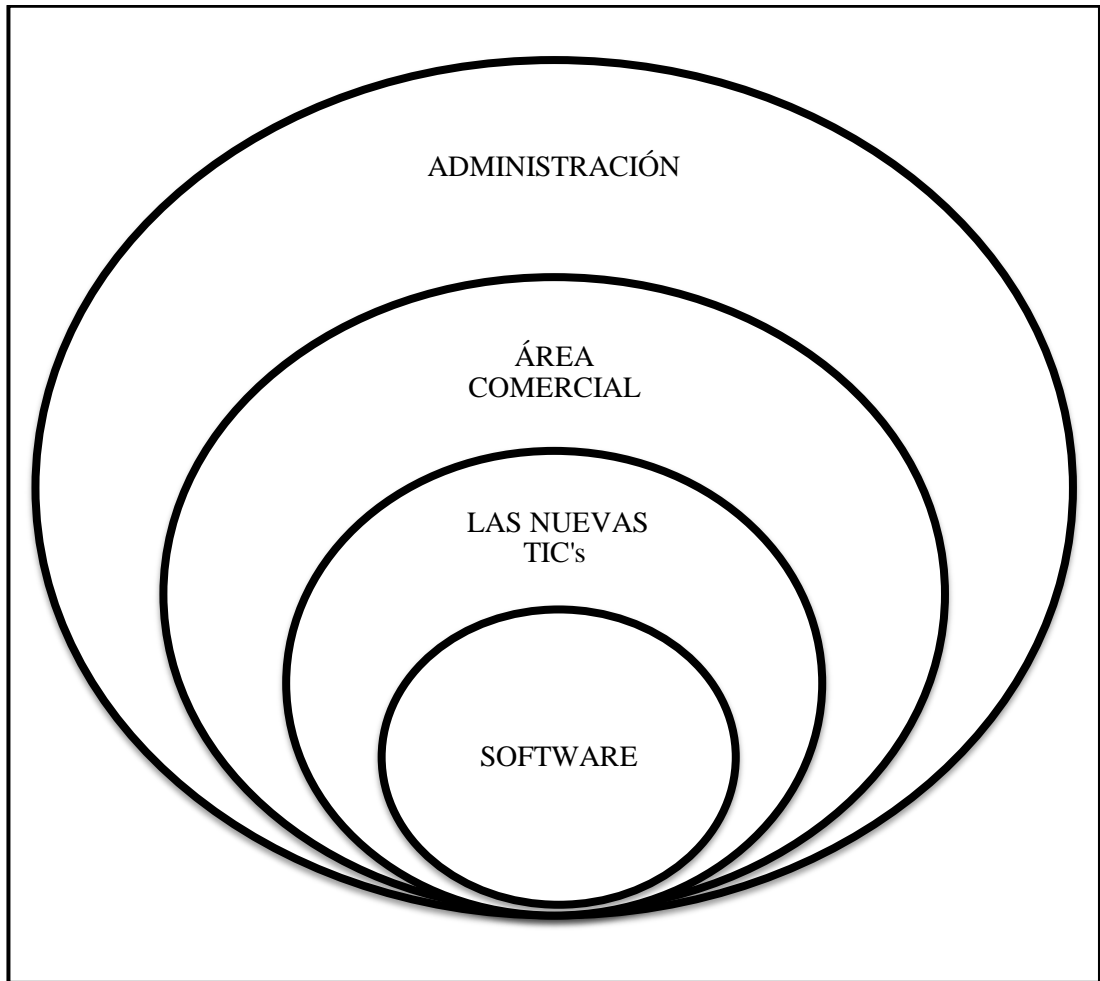 ADMINISTRACIÓN
ÁREA
COMERCIAL
LAS NUEVAS
TIC's
SOFTWARE